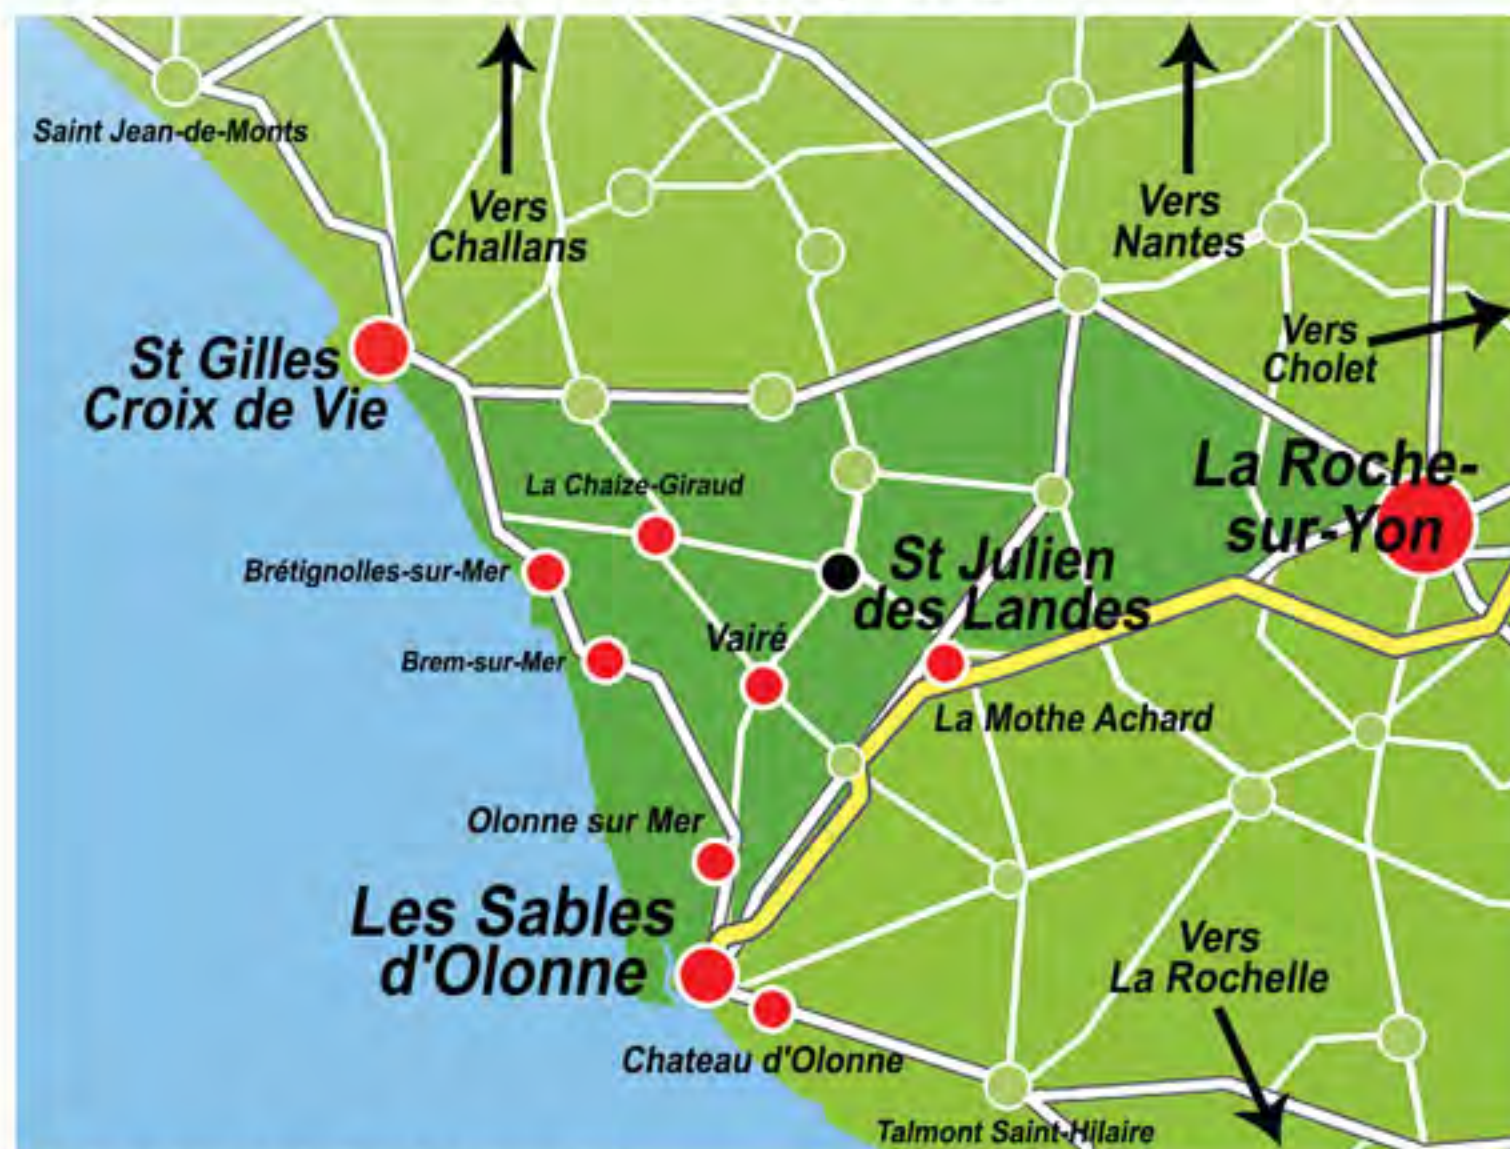 Saint Jean-de-Monts
Vers
Challans
Vers
Nantes
Vers
Cholet
St Gilles
Croix de Vie
La Roche-
sur-Yon
La Chaize-Giraud
St Julien
des Landes
Brétignolles-sur-Mer
Vairé
Brem-sur-Mer
La Mothe Achard
Olonne sur Mer
Les Sables
d'Olonne
Vers
La Rochelle
Chateau d'Olonne
Talmont Saint-Hilaire